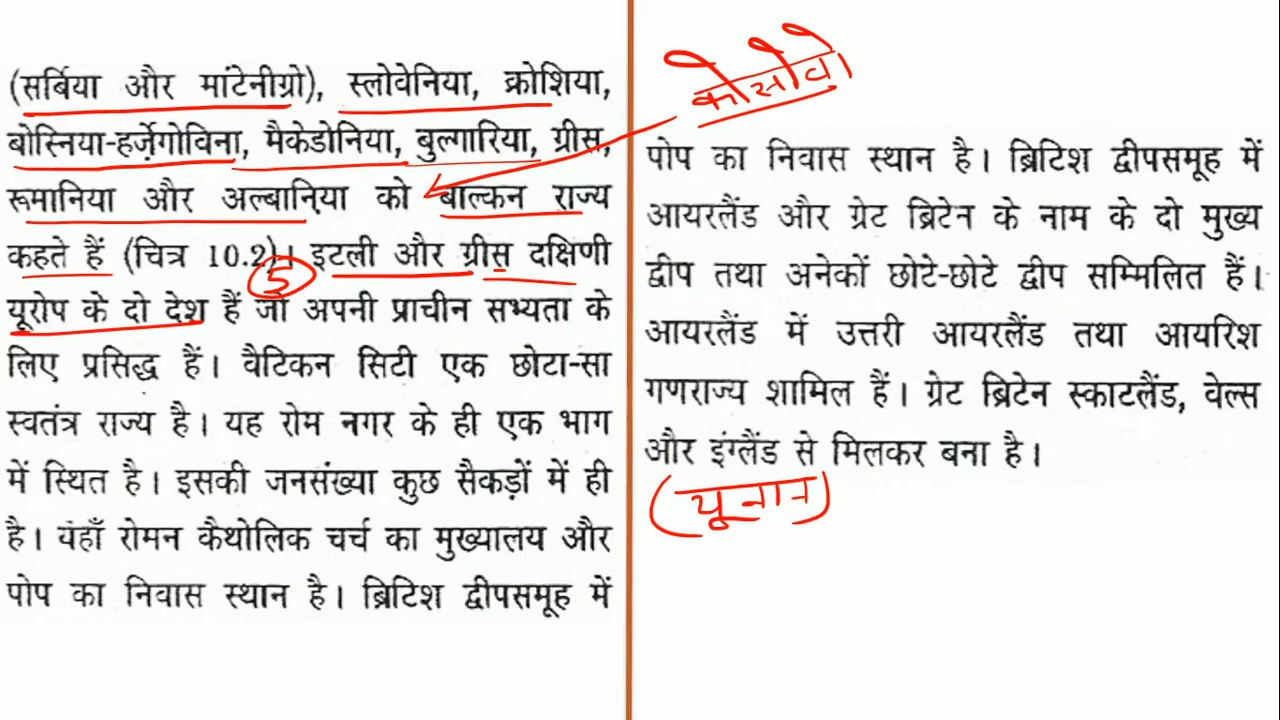 (सर्बिया और मांटेनीग्रो), स्लोवेनिया, क्रोशिया,
बोस्निया-हर्ज़ेगोविना, मैकेडोनिया, बुल्गारिया, ग्रीस,
रूमानिया और अल्बानिया को बाल्कन राज्य
कहते हैं (चित्र 10.2)। इटली और ग्रीस दक्षिणी
5
यूरोप के दो देश हैं जो अपनी प्राचीन सभ्यता के
लिए प्रसिद्ध हैं। वैटिकन सिटी एक छोटा-सा
स्वतंत्र राज्य है। यह रोम नगर के ही एक भाग
में स्थित है। इसकी जनसंख्या कुछ सैकड़ों में ही
है। यहाँ रोमन कैथोलिक चर्च का मुख्यालय और
पोप का निवास स्थान है। ब्रिटिश द्वीपसमूह में
कोसोवो
पोप का निवास स्थान है। ब्रिटिश द्वीपसमूह में
आयरलैंड और ग्रेट ब्रिटेन के नाम के दो मुख्य
द्वीप तथा अनेकों छोटे-छोटे द्वीप सम्मिलित हैं।
आयरलैंड में उत्तरी आयरलैंड तथा आयरिश
गणराज्य शामिल हैं। ग्रेट ब्रिटेन स्काटलैंड, वेल्स
और इंग्लैंड से मिलकर बना है।
(यूनान)